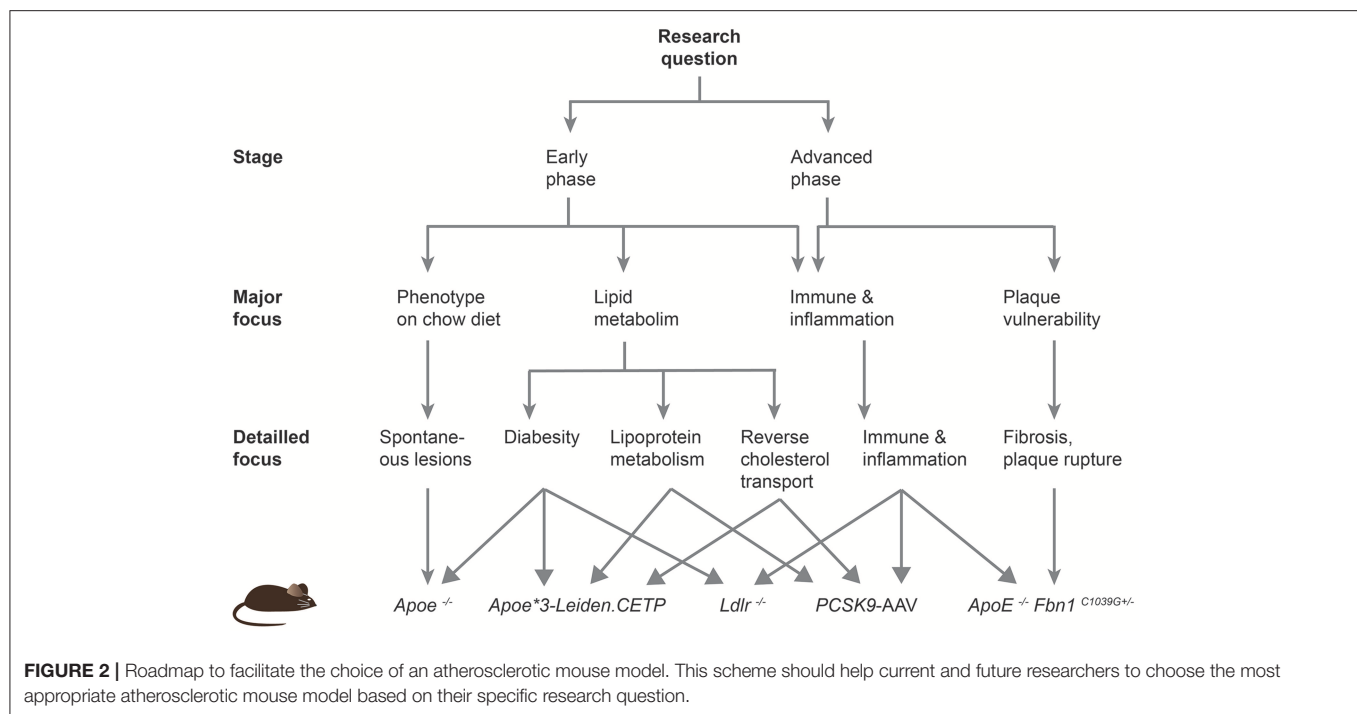 Research
question
Stage
Early
phase
Advanced
phase
Major
focus
Phenotype
on chow diet
Lipid
metabolim
Immune &
inflammation
Plaque
vulnerability
Detailled
focus
Spontane-
ous lesions
Diabesity
Lipoprotein
metabolism
Reverse
cholesterol
transport
Immune &
inflammation
Fibrosis,
plaque rupture
Apoe -/-
Apoe*3-Leiden.CETP
Ldlr -/-
PCSK9-AAV
ApoE -/- Fbn1 C1039G+/-
FIGURE 2 | Roadmap to facilitate the choice of an atherosclerotic mouse model. This scheme should help current and future researchers to choose the most
appropriate atherosclerotic mouse model based on their specific research question.